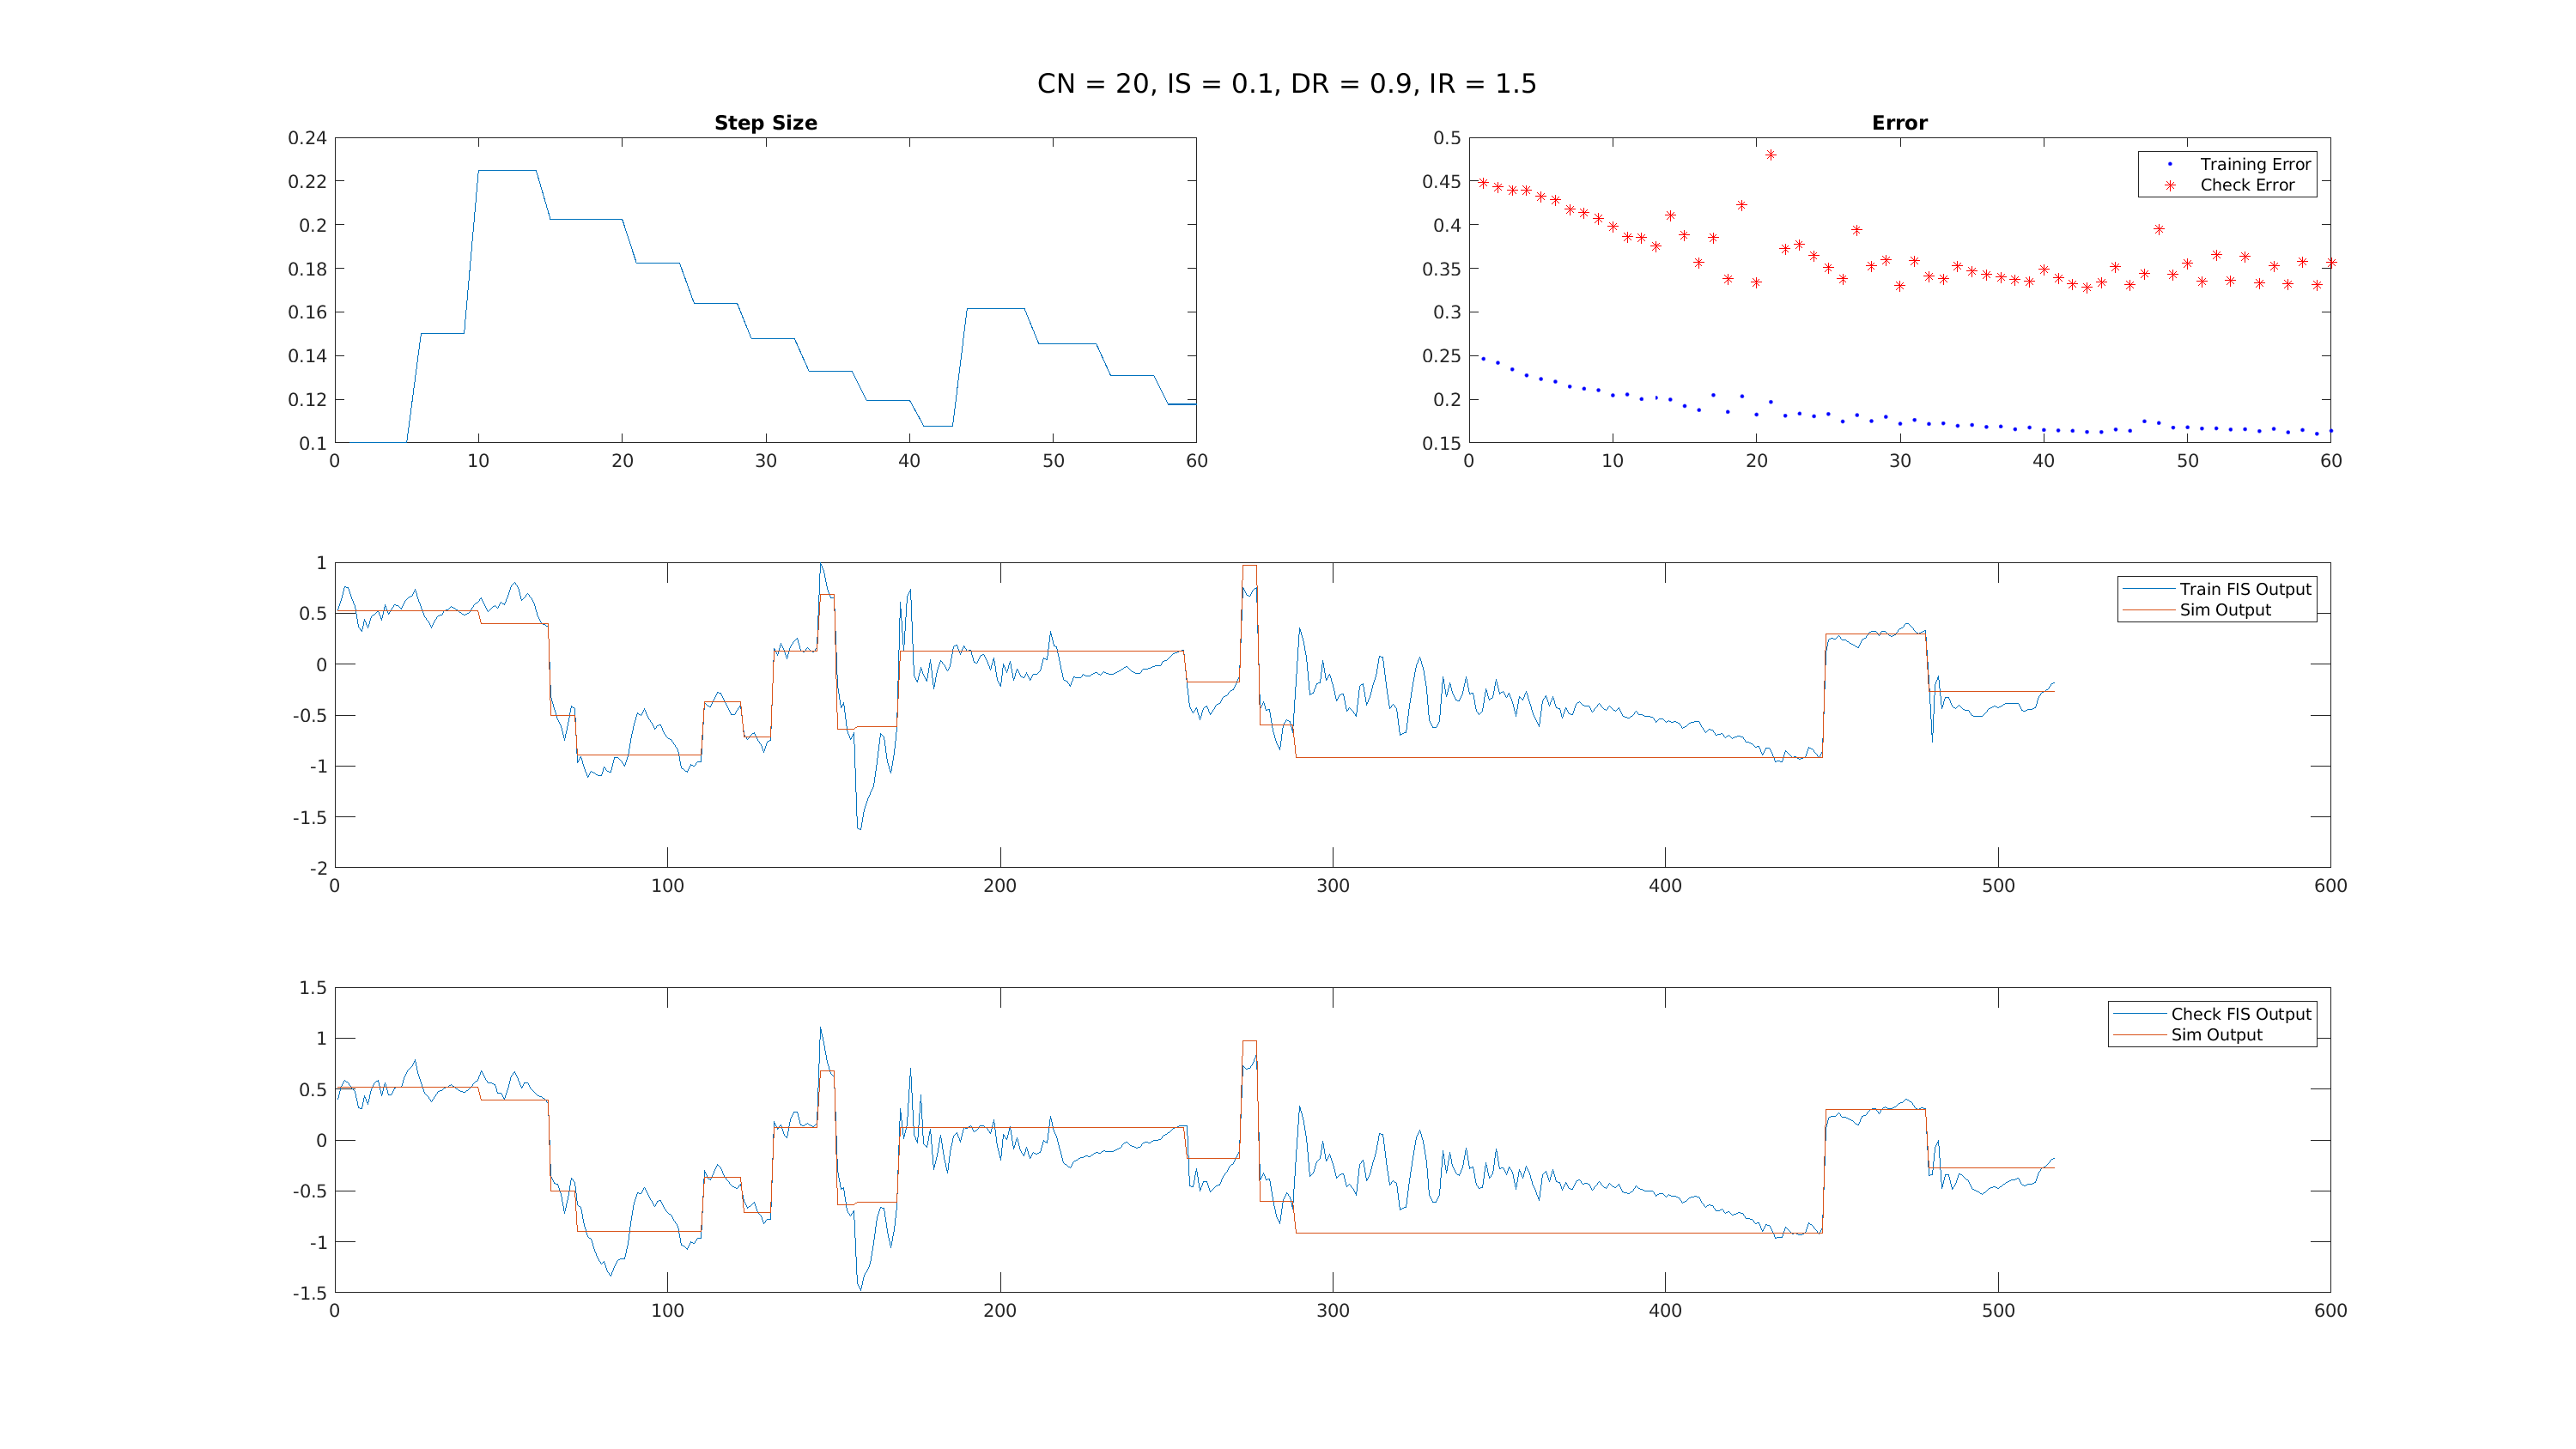 CN = 20, IS = 0.1, DR = 0.9, IR = 1.5
Step Size
0.24
0.22
0.2
0.18
0.16
0.14
0.12
0.1
0 10 20 30 40 50 60
Error
0.5
0.45
0.4
0.35
0.3
0.25
0.2
0.15
0 10 20 30 40 50 60
Training Error
Check Error
1
0.5
0
-0.5
-1
-1.5
-2
0 100 200 300 400 500 600
Train FIS Output
Sim Output
1.5
1
0.5
0
-0.5
-1
-1.5
0 100 200 300 400 500 600
Check FIS Output
Sim Output